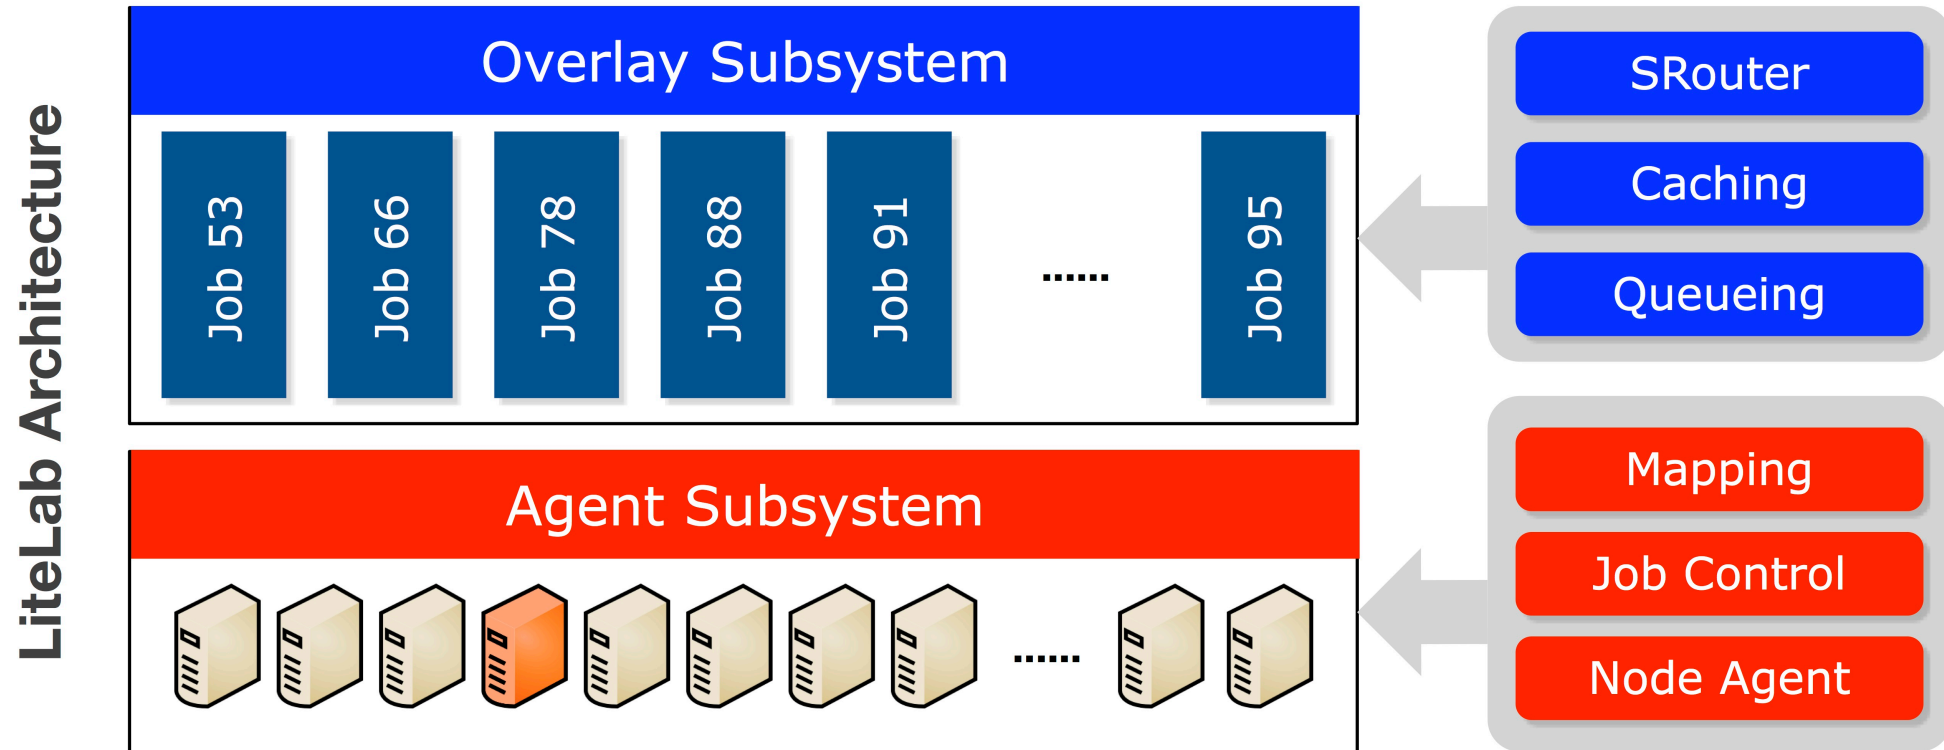 LiteLab Architecture
Overlay Subsystem
Job 53
Job 66
Job 78
Job 88
Job 91
......
Job 95
SRouter
Caching
Queueing
Agent Subsystem
......
Mapping
Job Control
Node Agent